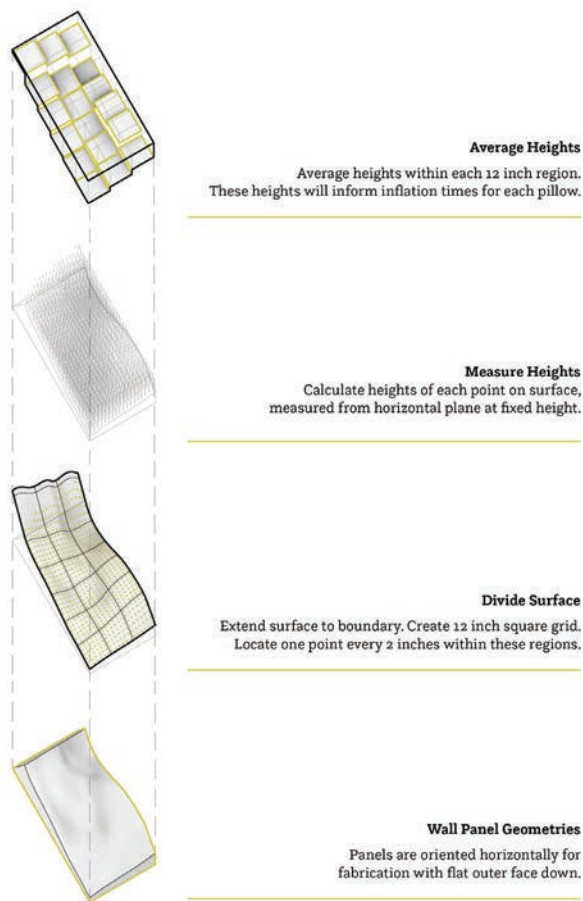 Average Heights
Average heights within each 12 inch region.
These heights will inform inflation times for each pillow.
Measure Heights
Calculate heights of each point on surface,
measured from horizontal plane at fixed height.
Divide Surface
Extend surface to boundary. Create 12 inch square grid.
Locate one point every 2 inches within these regions.
Wall Panel Geometries
Panels are oriented horizontally for
fabrication with flat outer face down.